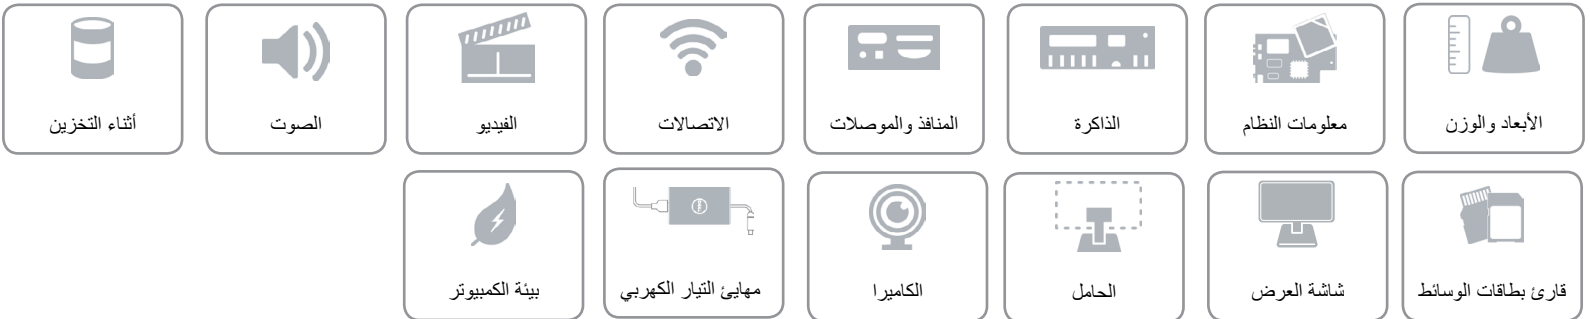 الأبعاد والوزن
معلومات النظام
الذاكرة
المنافذ والموصلات
الاتصالات
الفيديو
الصوت
أثناء التخزين
قارئ بطاقات الوسائط
شاشة العرض
الحامل
الكاميرا
مهايئ التيار الكهربي
بيئة الكمبيوتر